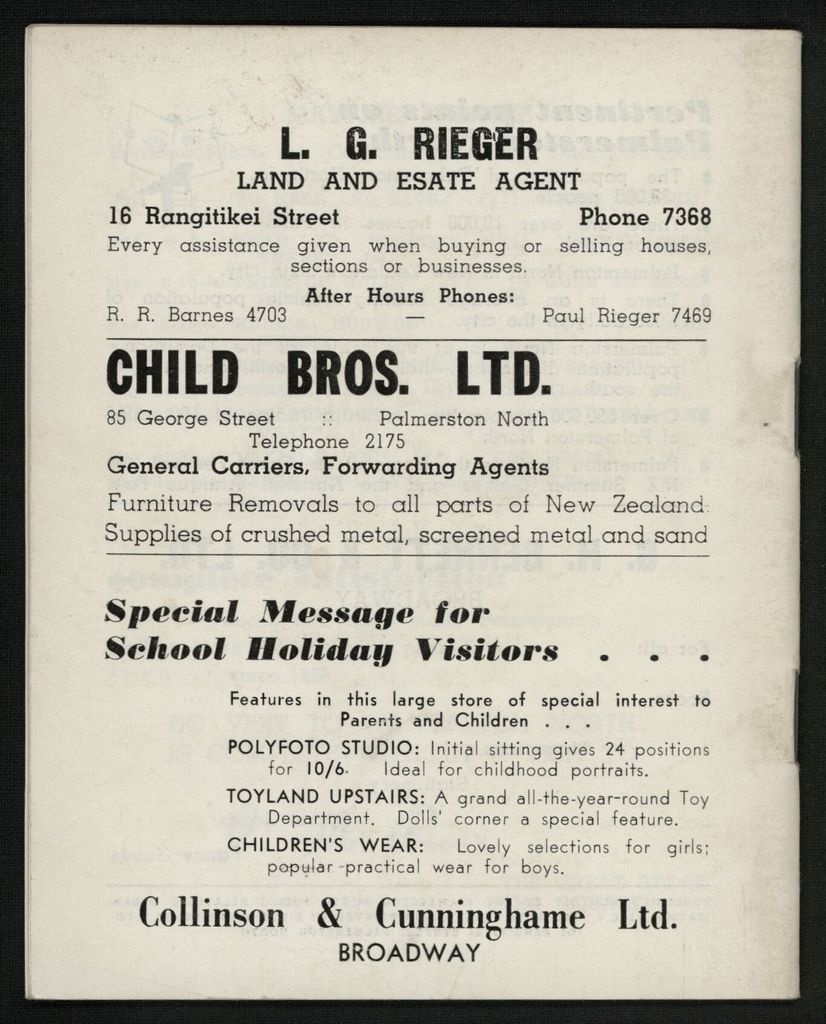 L. G. RIEGER
LAND AND ESATE AGENT
16 Rangitikei Street Phone 7368
Every assistance given when buying or selling houses,
sections or businesses.
After Hours Phones:
R. R. Barnes 4703 — Paul Rieger 7469
CHILD BROS. LTD.
85 George Street :: Palmerston North
Telephone 2175
General Carriers, Forwarding Agents
Furniture Removals to all parts of New Zealand.
Supplies of crushed metal, screened metal and sand
Special Message for
School Holiday Visitors . . .
Features in this large store of special interest to
Parents and Children . . .
POLYFOTO STUDIO: Initial sitting gives 24 positions
for 10/6. Ideal for childhood portraits.
TOYLAND UPSTAIRS: A grand all-the-year-round Toy
Department. Dolls' corner a special feature.
CHILDREN'S WEAR: Lovely selections for girls;
popular practical wear for boys.
Collinson & Cunninghame Ltd.
BROADWAY